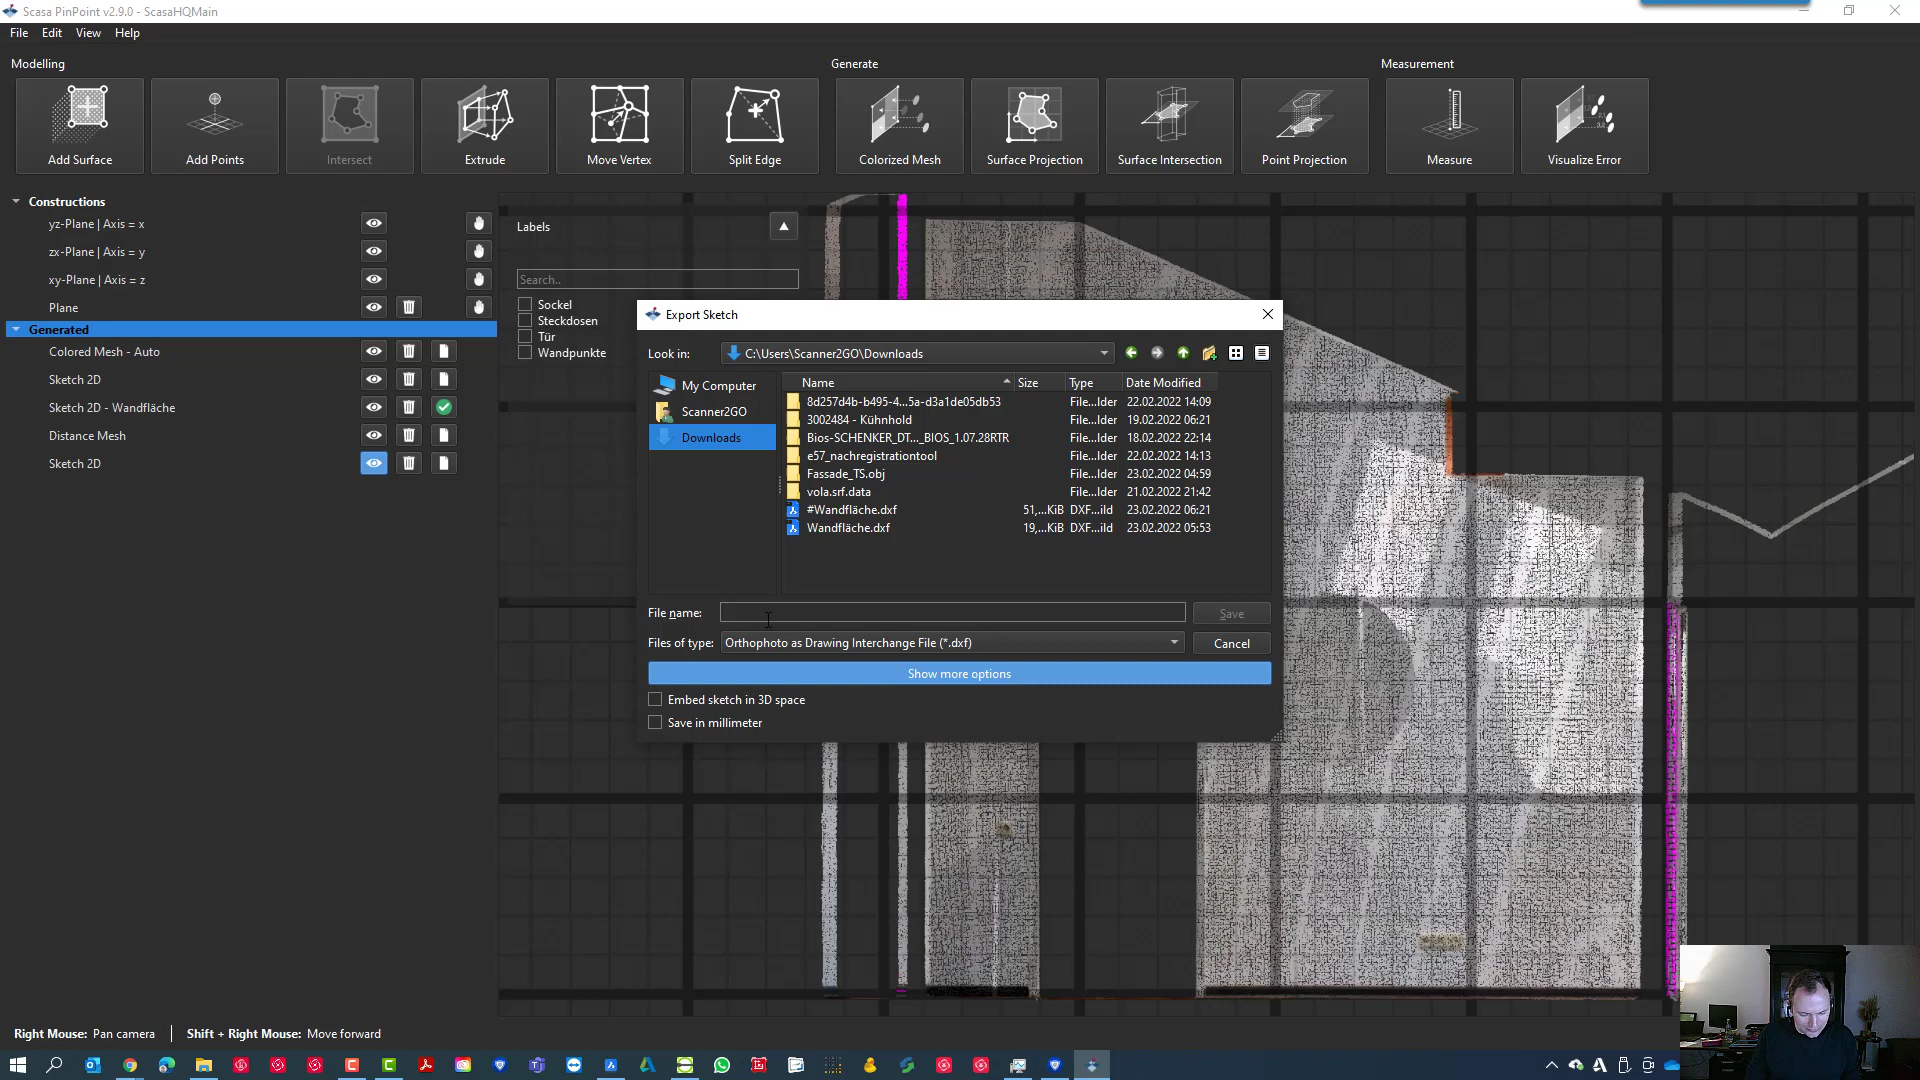 Scasa PinPoint v2.9.0 - ScasaHQMain
File Edit View Help
Modelling Generate Measurement
Add Surface Add Points Intersect Extrude Move Vertex Split Edge Colorized Mesh Surface Projection Surface Intersection Point Projection Measure Visualize Error
Constructions
yz-Plane | Axis = x
zx-Plane | Axis = y
xy-Plane | Axis = z
Plane
Generated
Colored Mesh - Auto
Sketch 2D
Sketch 2D - Wandfläche
Distance Mesh
Sketch 2D
Labels
Search..
Sockel
Steckdosen
Tür
Wandpunkte
Export Sketch
Look in: C:\Users\Scanner2GO\Downloads
My Computer
Scanner2GO
Downloads
Name Size Type Date Modified
8d257d4b-b495-4...5a-d3a1de05db53 File...lder 22.02.2022 14:09
3002484 - Kühnhold File...lder 19.02.2022 06:21
Bios-SCHENKER_DT..._BIOS_1.07.28RTR File...lder 18.02.2022 22:14
e57_nachregistrationtool File...lder 22.02.2022 14:13
Fassade_TS.obj File...lder 23.02.2022 04:59
vola.srf.data File...lder 21.02.2022 21:42
#Wandfläche.dxf 51,...KiB DXF...ild 23.02.2022 06:21
Wandfläche.dxf 19,...KiB DXF...ild 23.02.2022 05:53
File name: Save
Files of type: Orthophoto as Drawing Interchange File (*.dxf) Cancel
Show more options
Embed sketch in 3D space
Save in millimeter
Right Mouse: Pan camera Shift + Right Mouse: Move forward